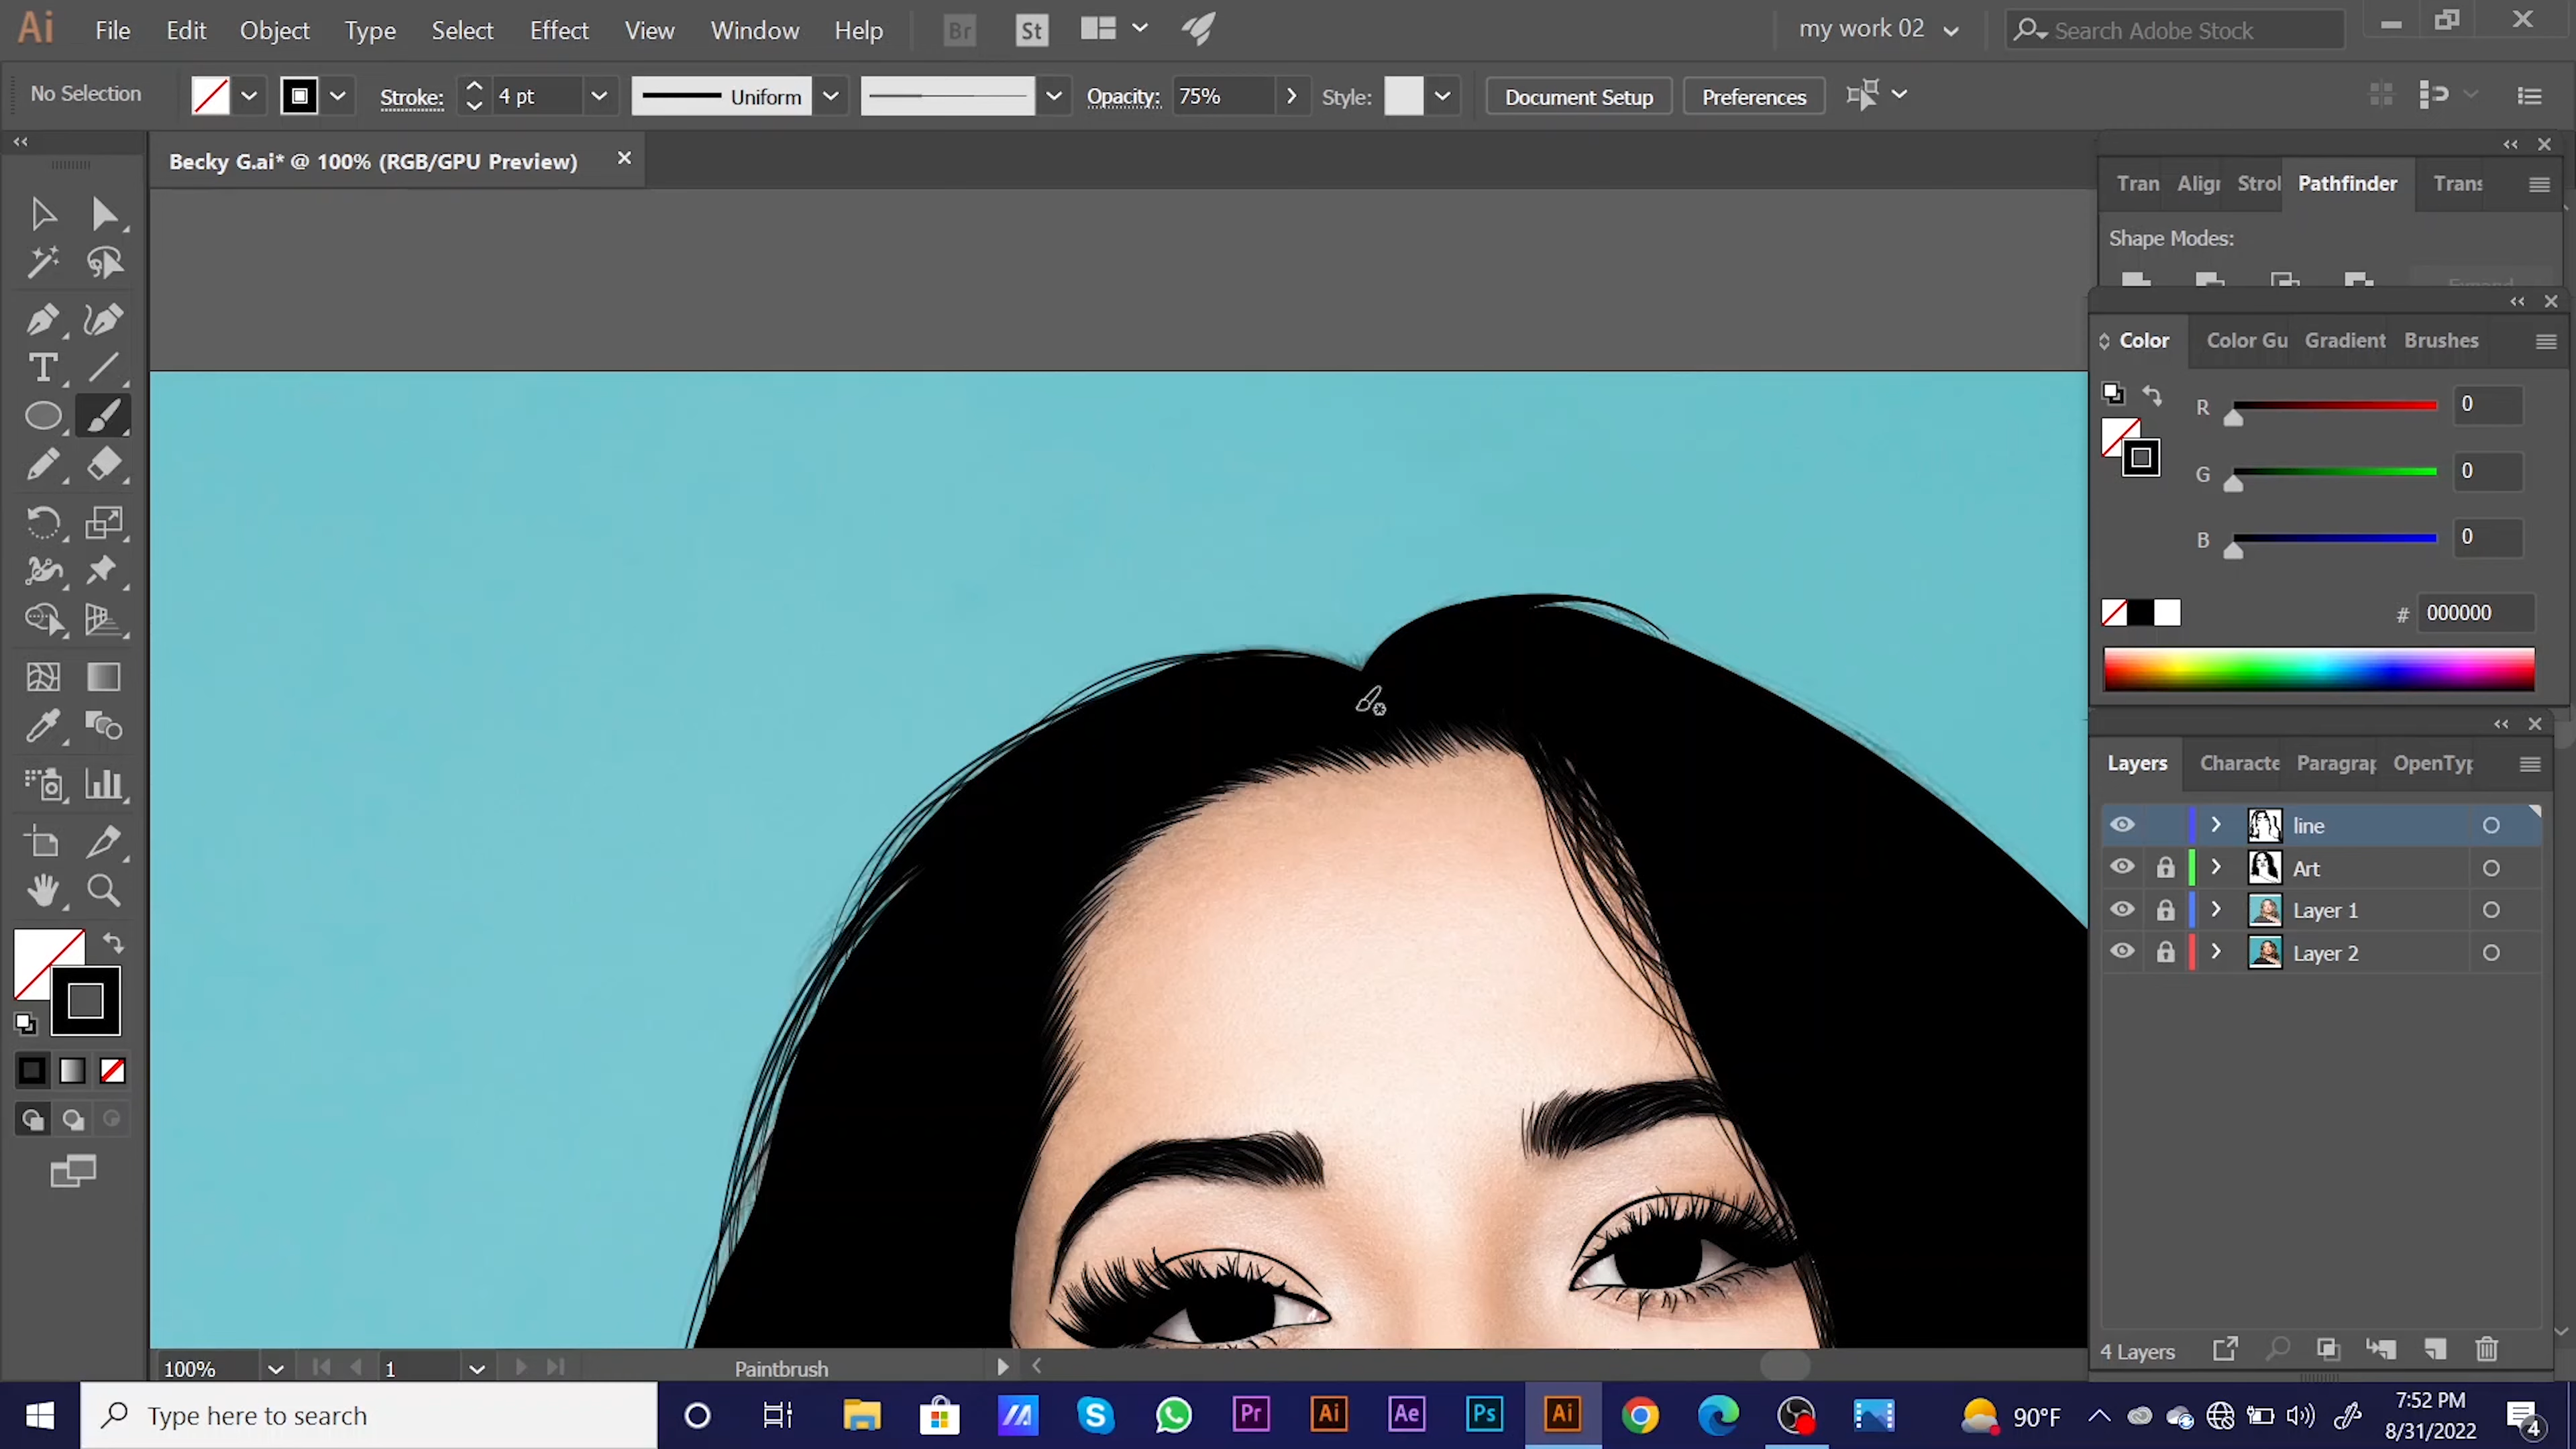 Ai File Edit Object Type Select Effect View Window Help Br St my work 02 Search Adobe Stock
No Selection Stroke: 4 pt Uniform Opacity: 75% Style: Document Setup Preferences
Becky G.ai* @ 100% (RGB/GPU Preview)
Tran Aligr Strol Pathfinder Trans
Shape Modes:
Expand
Color Color Gu Gradient Brushes
R 0
G 0
B 0
# 000000
Layers Characte Paragrap OpenTyp
line
Art
Layer 1
Layer 2
4 Layers
100% 1 Paintbrush
Type here to search
Pr Ai Ae Ps Ai
90°F
7:52 PM
8/31/2022
4